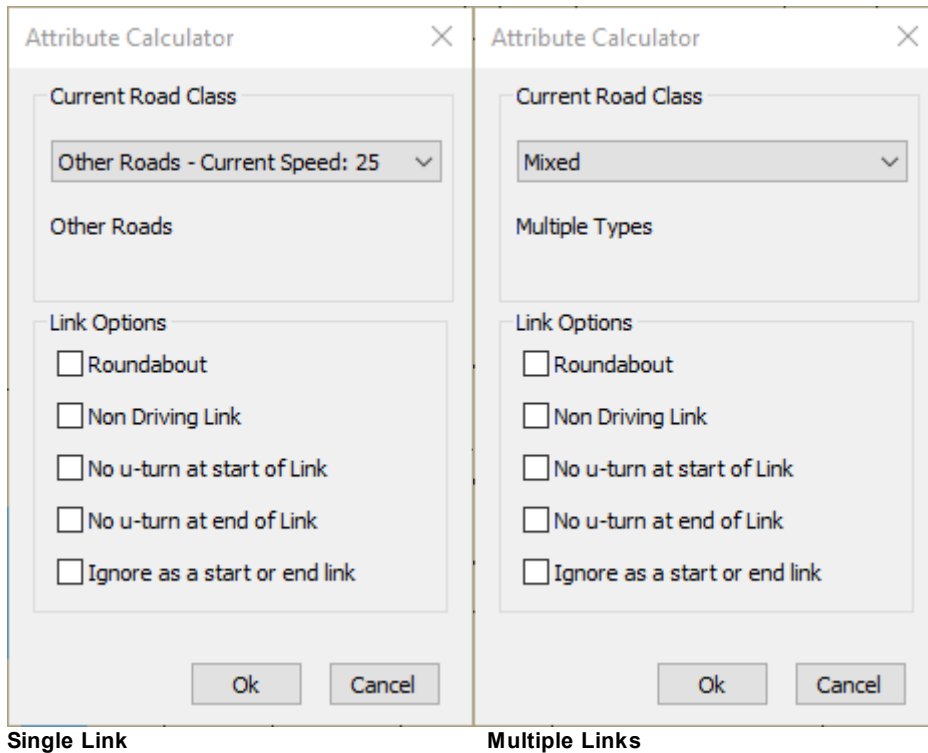 Attribute Calculator
Current Road Class
Other Roads - Current Speed: 25
Other Roads
Link Options
Roundabout
Non Driving Link
No u-turn at start of Link
No u-turn at end of Link
Ignore as a start or end link
Ok Cancel
Single Link
Attribute Calculator
Current Road Class
Mixed
Multiple Types
Link Options
Roundabout
Non Driving Link
No u-turn at start of Link
No u-turn at end of Link
Ignore as a start or end link
Ok Cancel
Multiple Links